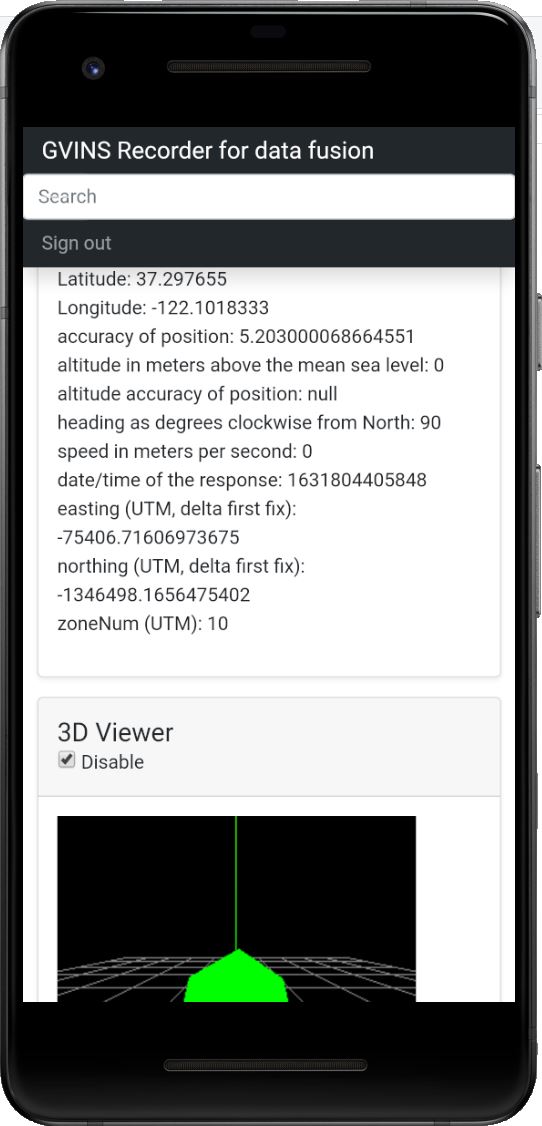 GVINS Recorder for data fusion
Search
Sign out
Latitude: 37.297655
Longitude: -122.1018333
accuracy of position: 5.203000068664551
altitude in meters above the mean sea level: 0
altitude accuracy of position: null
heading as degrees clockwise from North: 90
speed in meters per second: 0
date/time of the response: 1631804405848
easting (UTM, delta first fix):
-75406.71606973675
northing (UTM, delta first fix):
-1346498.1656475402
zoneNum (UTM): 10
3D Viewer
Disable